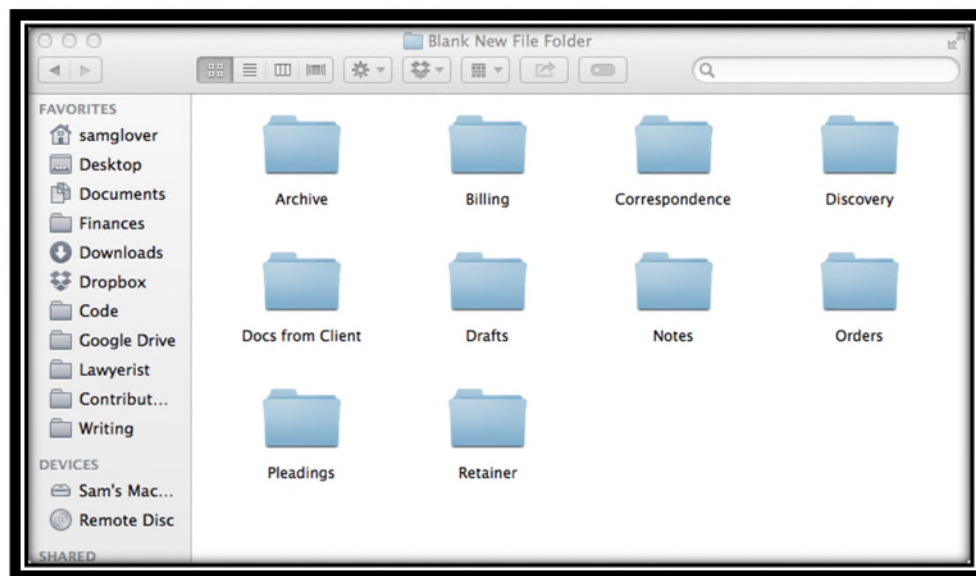 Blank New File Folder
FAVORITES
samglover
Desktop
Documents
Finances
Downloads
Dropbox
Code
Google Drive
Lawyerist
Contribut...
Writing
DEVICES
Sam's Mac...
Remote Disc
SHARED
Archive
Billing
Correspondence
Discovery
Docs from Client
Drafts
Notes
Orders
Pleadings
Retainer